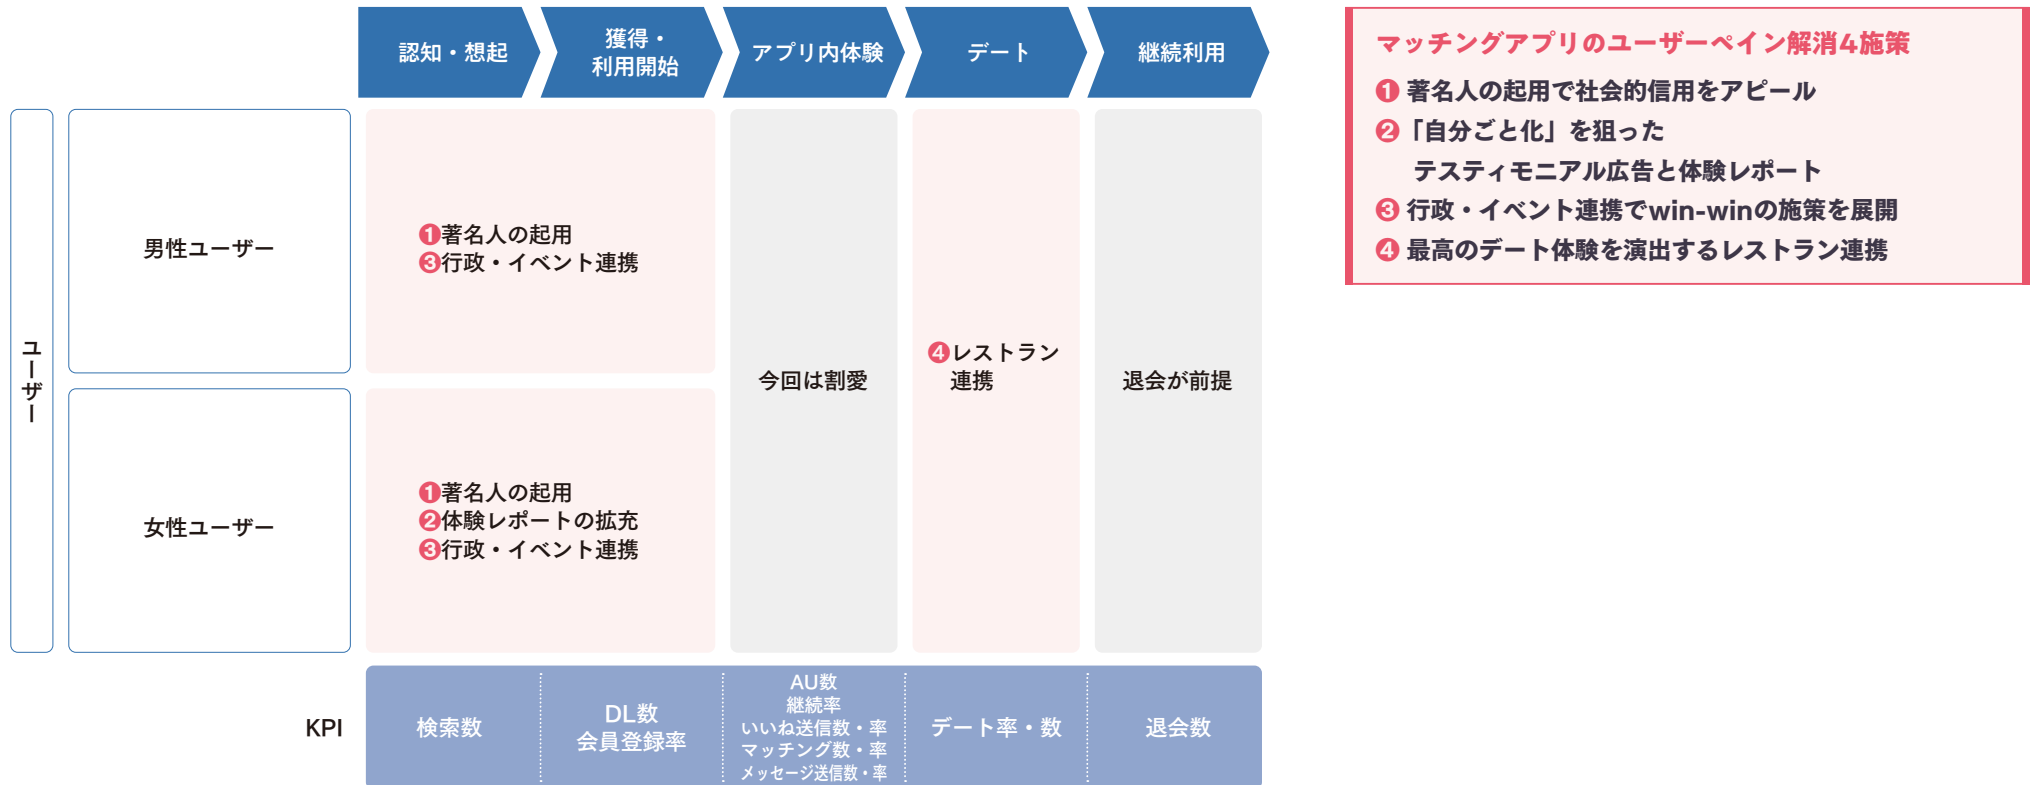 認知・想起
獲得・
利用開始
アプリ内体験
デート
継続利用
ユーザー
男性ユーザー
❶著名人の起用
❸行政・イベント連携
女性ユーザー
❶著名人の起用
❷体験レポートの拡充
❸行政・イベント連携
今回は割愛
❹レストラン
連携
退会が前提
KPI
検索数
DL数
会員登録率
AU数
継続率
いいね送信数・率
マッチング数・率
メッセージ送信数・率
デート率・数
退会数
マッチングアプリのユーザーペイン解消4施策
❶ 著名人の起用で社会的信用をアピール
❷「自分ごと化」を狙った
テスティモニアル広告と体験レポート
❸ 行政・イベント連携でwin-winの施策を展開
❹ 最高のデート体験を演出するレストラン連携